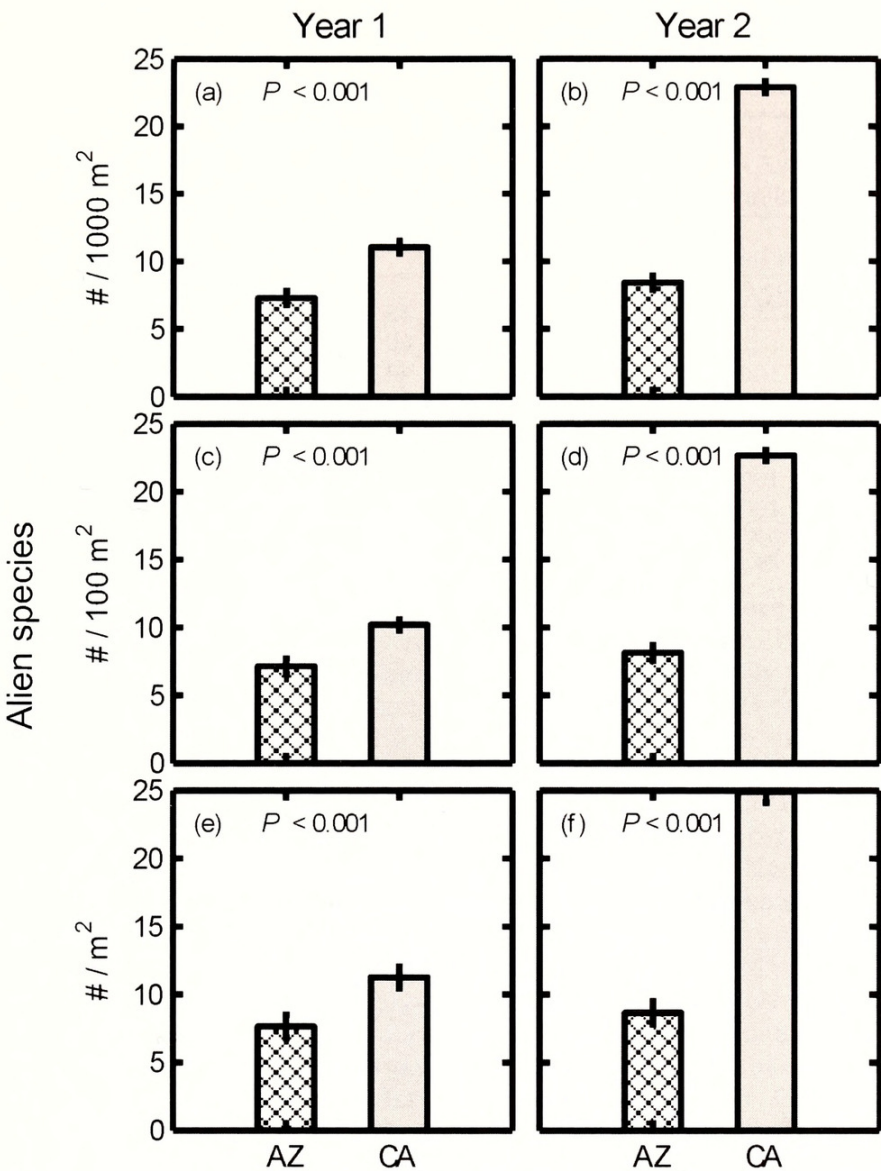 Year 1
Year 2
Alien species
# / 1000 m²
25
20
15
10
5
0
(a) P < 0.001
(b) P < 0.001
# / 100 m²
25
20
15
10
5
0
(c) P < 0.001
(d) P < 0.001
# / m²
25
20
15
10
5
0
(e) P < 0.001
(f) P < 0.001
AZ CA
AZ CA